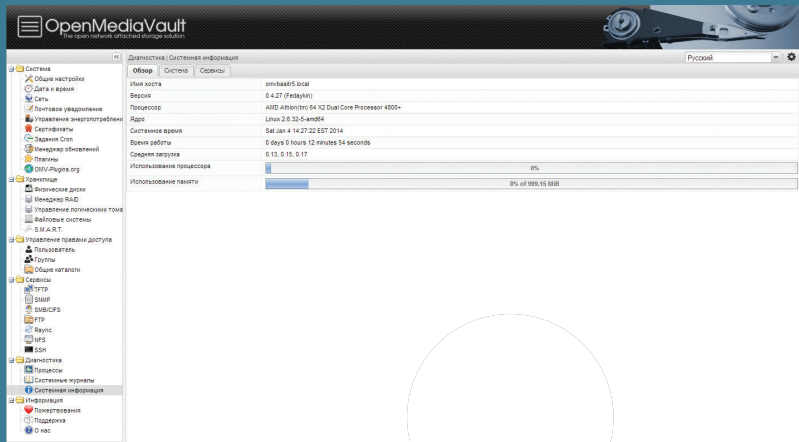 OpenMediaVault
The open network attached storage solution
Диагностика | Системная информация
Русский
Обзор
Система
Сервисы
Система
Общие настройки
Дата и время
Сеть
Почтовое уведомление
Управление энергопотреблени
Сертификаты
Задания Cron
Менеджер обновлений
Плагины
OMV-Plugins.org
Хранилище
Физические диски
Менеджер RAID
Управление логическими тома
Файловые системы
S.M.A.R.T.
Управление правами доступа
Пользователь
Группы
Общие каталоги
Сервисы
TFTP
SNMP
SMB/CIFS
FTP
Rsync
NFS
SSH
Диагностика
Процессы
Системные журналы
Системная информация
Информация
Пожертвования
Поддержка
О нас
Имя хоста omvbasitr5.local
Версия 0.4.27 (Fedaykin)
Процессор AMD Athlon(tm) 64 X2 Dual Core Processor 4800+
Ядро Linux 2.6.32-5-amd64
Системное время Sat Jan 4 14:27:22 EST 2014
Время работы 0 days 0 hours 12 minutes 54 seconds
Средняя загрузка 0.13, 0.15, 0.17
Использование процессора 0%
Использование памяти 8% of 999.15 MiB